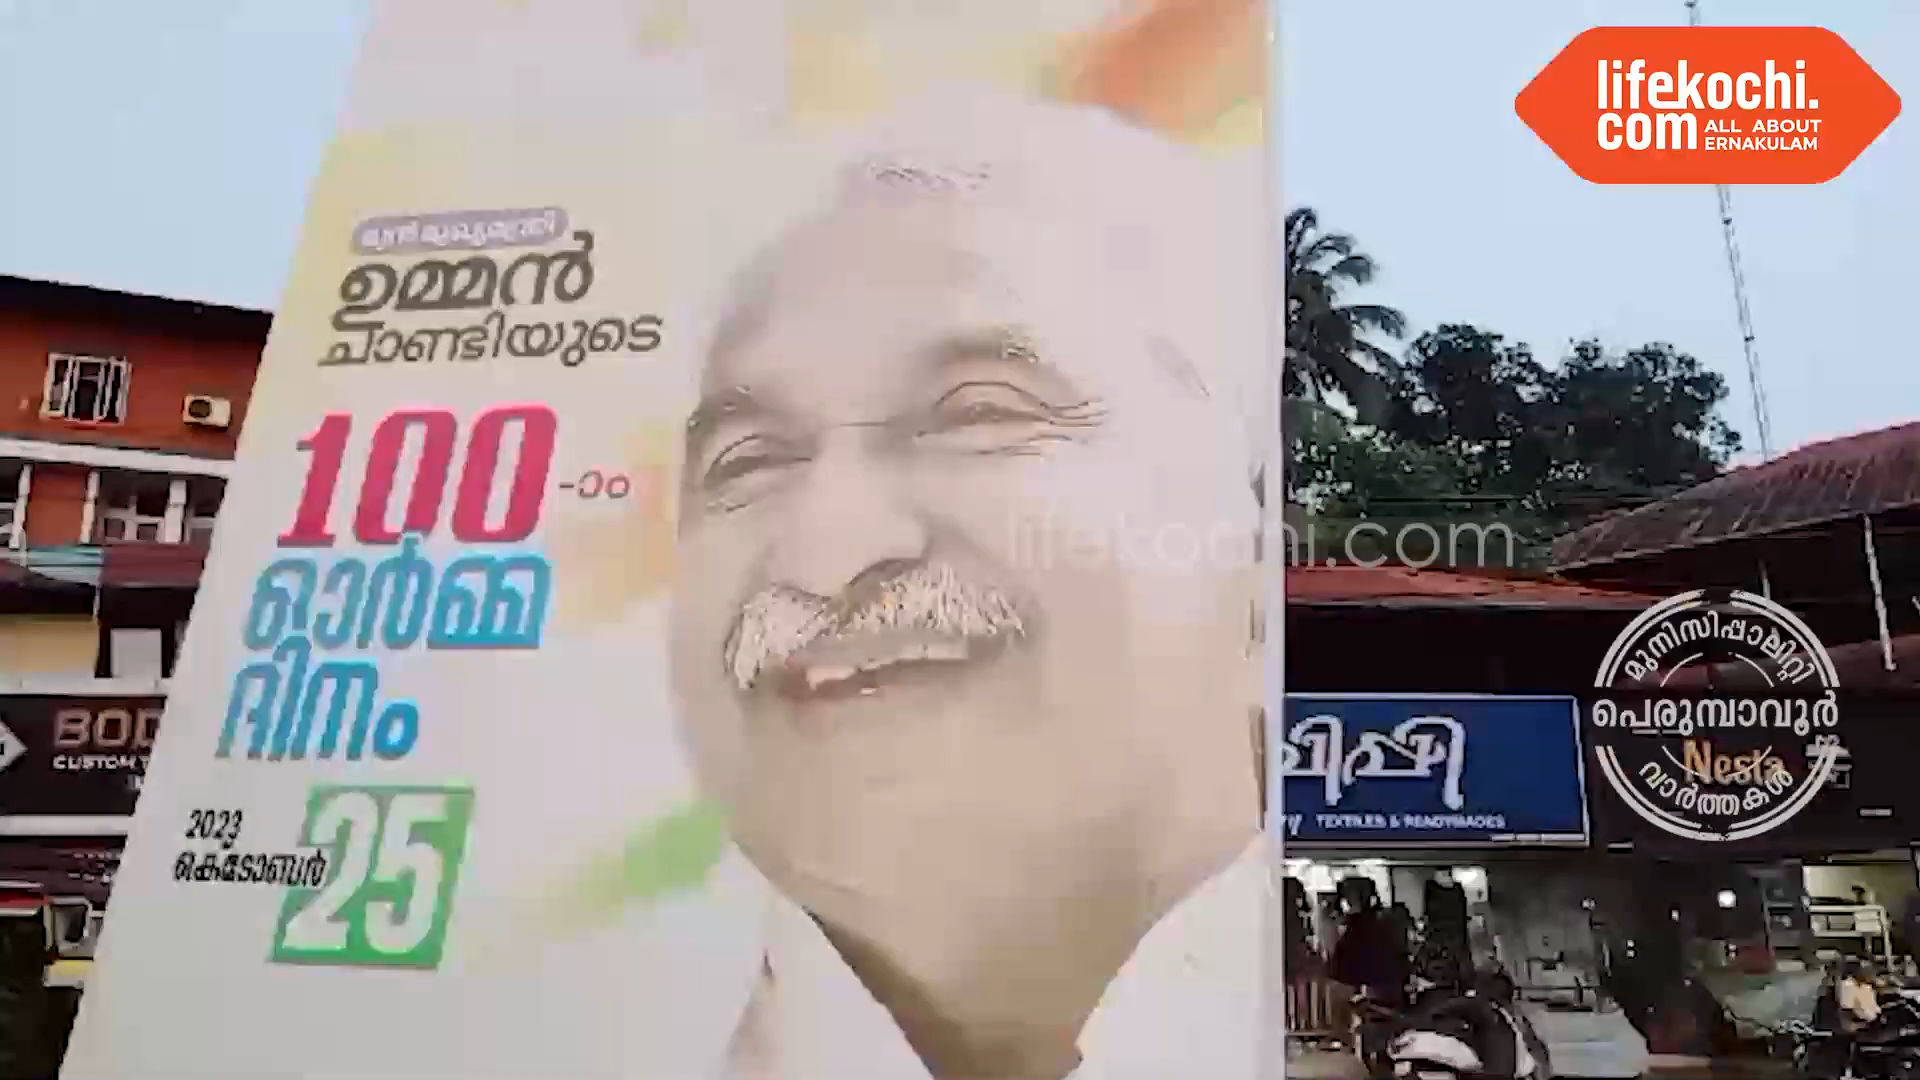 lifekochi.
com ALL ABOUT
ERNAKULAM
മുൻ മുഖ്യമന്ത്രി
ഉമ്മൻ
ചാണ്ടിയുടെ
100-ാം
ഓർമ്മ
ദിനം
2023
ഒക്ടോബർ 25
lifekochi.com
BOD
CUSTOM
TEXTILES & READYMADES
മുനിസിപ്പാലിറ്റി
പെരുമ്പാവൂർ
Nesta
വാർത്തകൾ